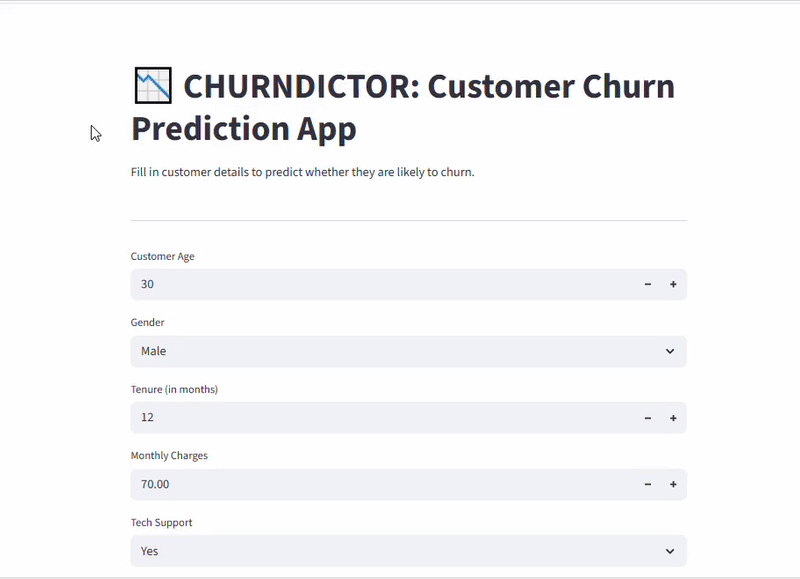 CHURNDICTOR: Customer Churn
Prediction App
Fill in customer details to predict whether they are likely to churn.
Customer Age
30
Gender
Male
Tenure (in months)
12
Monthly Charges
70.00
Tech Support
Yes